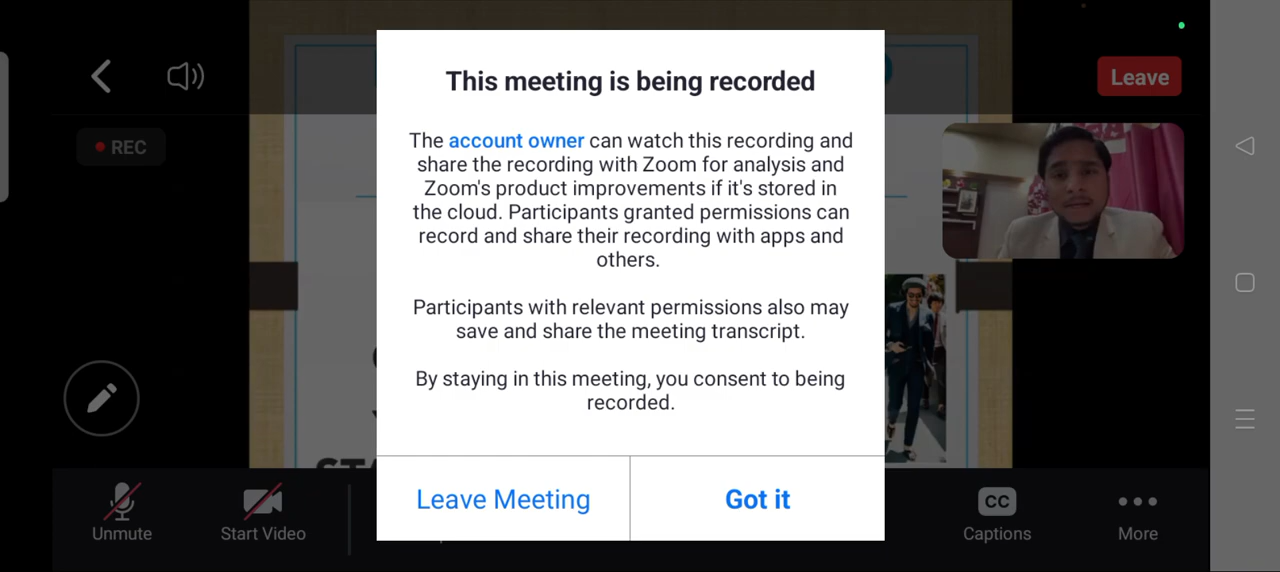 This meeting is being recorded
Leave
REC
The account owner can watch this recording and
share the recording with Zoom for analysis and
Zoom's product improvements if it's stored in
the cloud. Participants granted permissions can
record and share their recording with apps and
others.
Participants with relevant permissions also may
save and share the meeting transcript.
By staying in this meeting, you consent to being
recorded.
Leave Meeting
Got it
Unmute
Start Video
CC
Captions
More